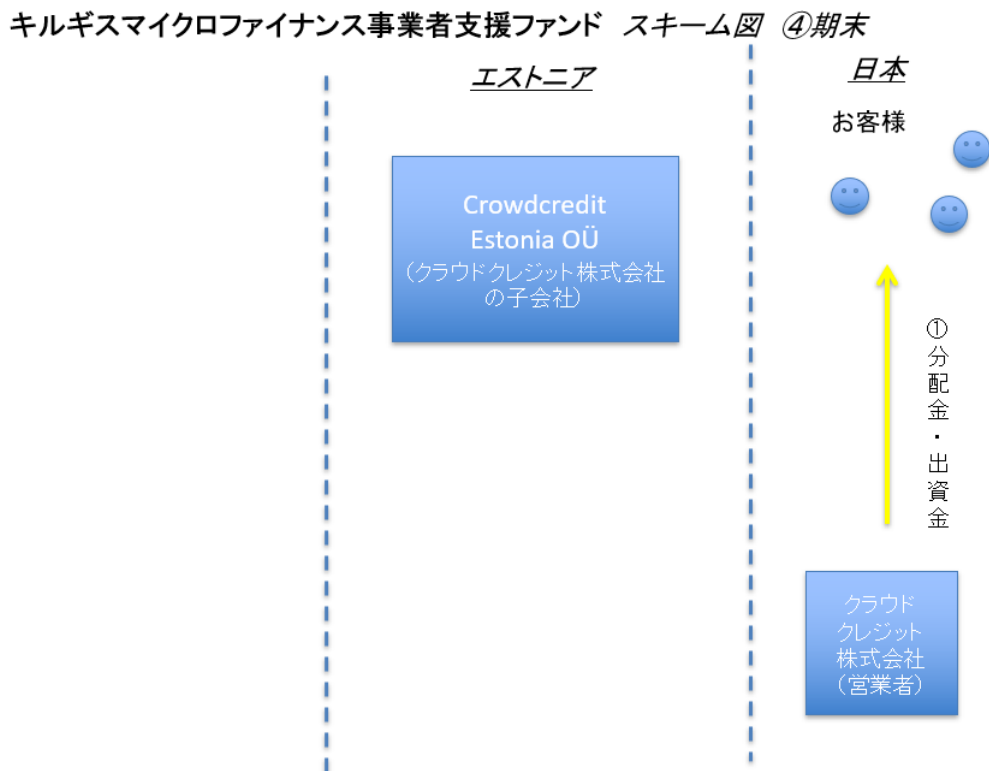 キルギスマイクロファイナンス事業者支援ファンド スキーム図 ④期末
エストニア
日本
お客様
Crowdcredit
Estonia OÜ
（クラウドクレジット株式会社
の子会社）
①分配金・出資金
クラウド
クレジット
株式会社
（営業者）